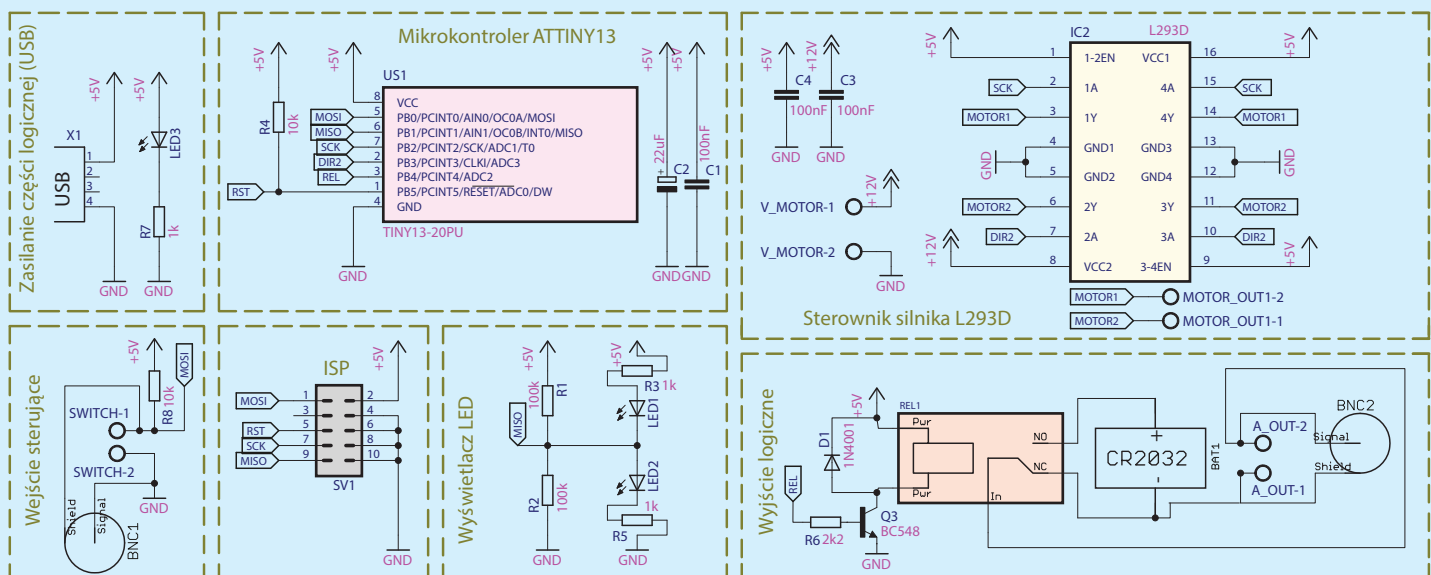 Zasilanie części logicznej (USB)
X1
USB
1
2
3
4
+5V
+5V
LED3
R7
1k
GND
GND
Mikrokontroler ATTINY13
+5V
R4
10k
RST
+5V
US1
8 VCC
MOSI 5 PB0/PCINT0/AIN0/OC0A/MOSI
MISO 6 PB1/PCINT1/AIN1/OC0B/INT0/MISO
SCK 7 PB2/PCINT2/SCK/ADC1/T0
DIR2 2 PB3/PCINT3/CLKI/ADC3
REL 3 PB4/PCINT4/ADC2
1 PB5/PCINT5/RESET/ADC0/DW
4 GND
TINY13-20PU
GND
+5V
+5V
22uF
100nF
+
C2
C1
GND
GND
+5V
+12V
C4
C3
100nF
100nF
GND
GND
V_MOTOR-1
+12V
V_MOTOR-2
GND
IC2
L293D
+5V 1 1-2EN VCC1 16 +5V
SCK 2 1A 4A 15 SCK
MOTOR1 3 1Y 4Y 14 MOTOR1
GND 4 GND1 GND3 13 GND
5 GND2 GND4 12
MOTOR2 6 2Y 3Y 11 MOTOR2
DIR2 7 2A 3A 10 DIR2
+12V 8 VCC2 3-4EN 9 +5V
MOTOR1 MOTOR_OUT1-2
MOTOR2 MOTOR_OUT1-1
Sterownik silnika L293D
Wejście sterujące
+5V
MOSI
R8
10k
SWITCH-1
SWITCH-2
GND
Shield
Signal
BNC1
ISP
+5V
MOSI 1 2
3 4
RST 5 6
SCK 7 8
MISO 9 10
SV1
GND
Wyświetlacz LED
+5V
R1
100k
MISO
R2
100k
GND
+5V
R3
1k
LED1
LED2
1k
R5
GND
Wyjście logiczne
+5V
D1
1N4001
REL
R6
2k2
Q3
BC548
GND
REL1
Pur
Pur
NO
NC
In
+
CR2032
-
BAT1
A_OUT-2
A_OUT-1
Signal
Shield
BNC2